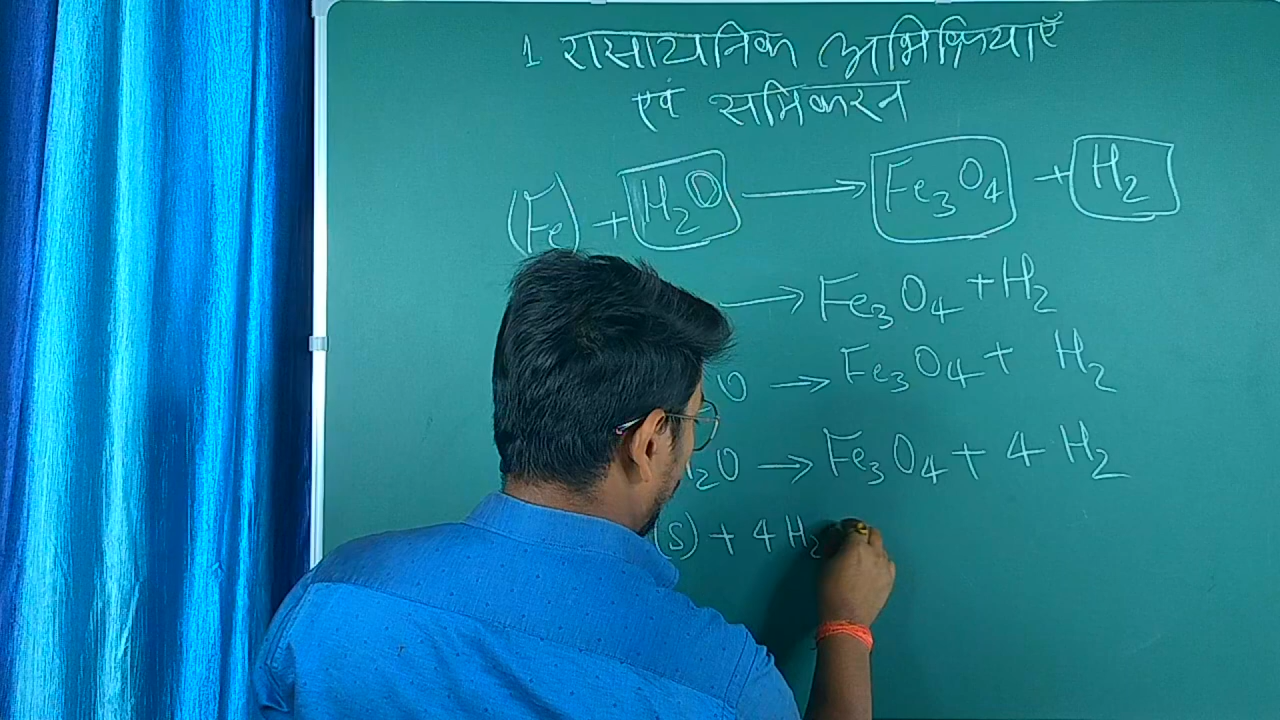 1 रासायनिक अभिक्रियाएँ
एवं समिकरन
(Fe) + H₂O ⟶ Fe₃O₄ + H₂
⟶ Fe₃O₄ + H₂
O → Fe₃O₄ + H₂
₂O → Fe₃O₄ + 4 H₂
(s) + 4 H₂